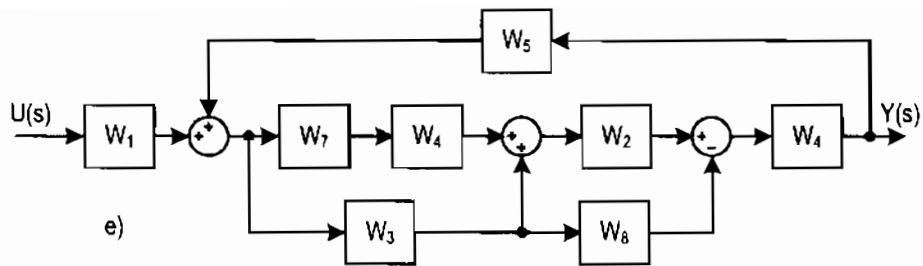 W₅
U(s)
W₁
+
+
W₇
W₄
+
+
W₂
+
−
W₄
Y(s)
e)
W₃
W₈